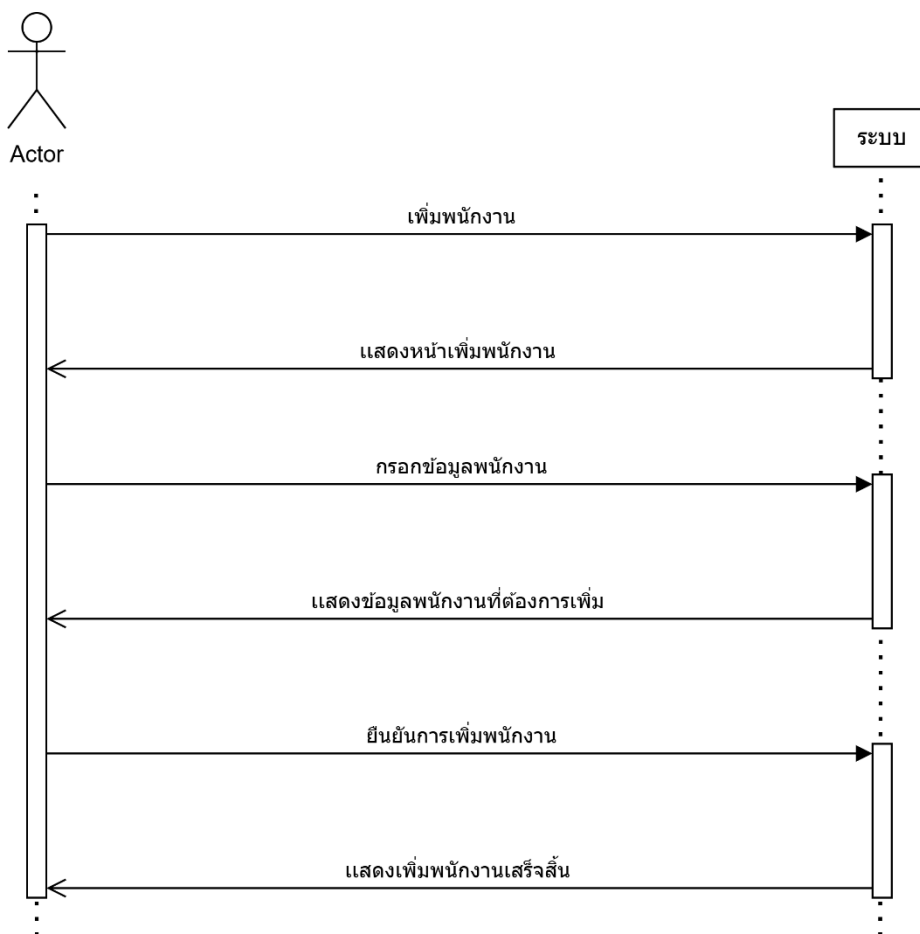 Actor
ระบบ
เพิ่มพนักงาน
แสดงหน้าเพิ่มพนักงาน
กรอกข้อมูลพนักงาน
แสดงข้อมูลพนักงานที่ต้องการเพิ่ม
ยืนยันการเพิ่มพนักงาน
แสดงเพิ่มพนักงานเสร็จสิ้น